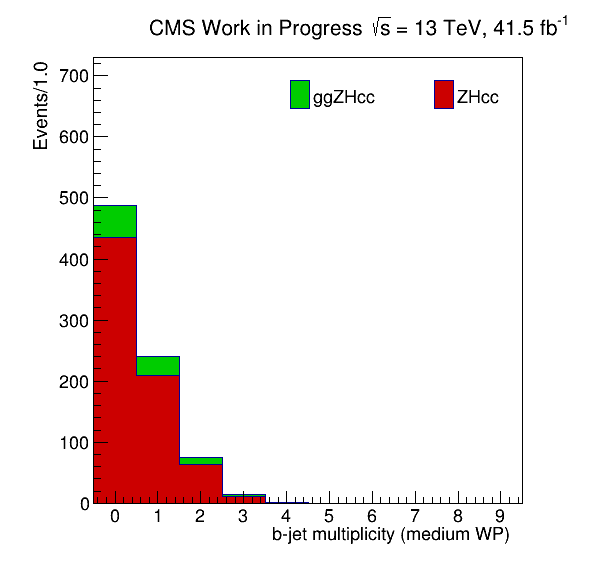 CMS Work in Progress √s = 13 TeV, 41.5 fb⁻¹
Events/1.0
ggZHcc
ZHcc
700
600
500
400
300
200
100
0
0 1 2 3 4 5 6 7 8 9
b-jet multiplicity (medium WP)